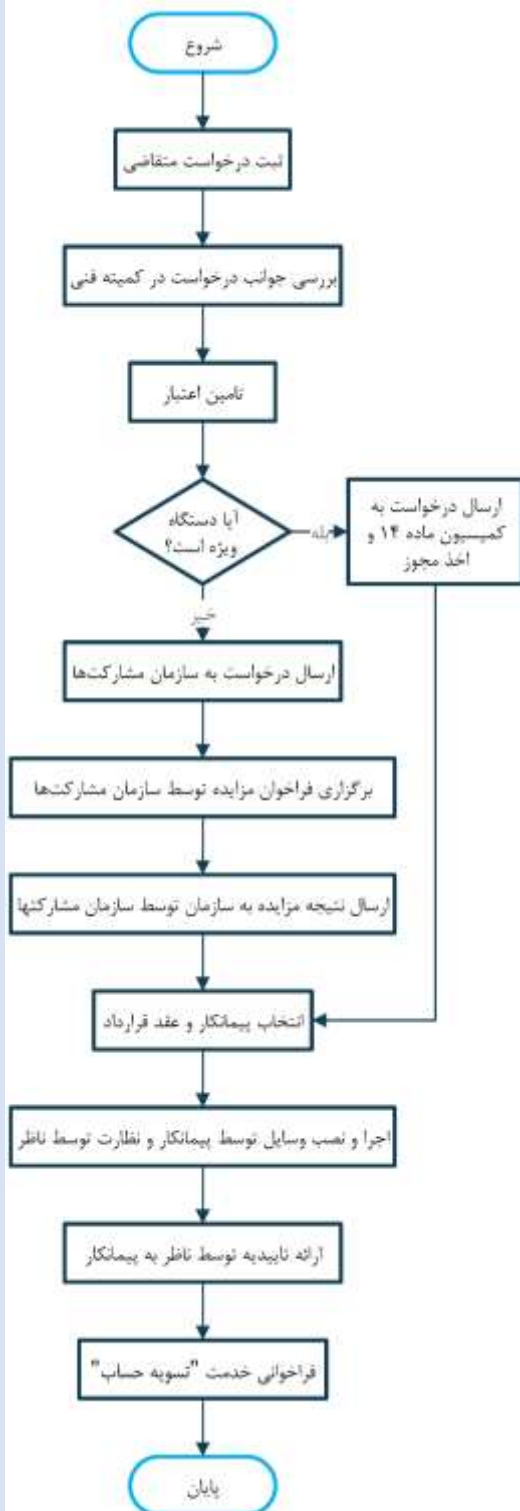 شروع
ثبت درخواست متقاضی
بررسی جوانب درخواست در کمیته فنی
تامین اعتبار
آیا دستگاه
ویژه است؟
بله
ارسال درخواست به
کمیسیون ماده ۱۴ و
اخذ مجوز
خیر
ارسال درخواست به سازمان مشارکت‌ها
برگزاری فراخوان مزایده توسط سازمان مشارکت‌ها
ارسال نتیجه مزایده به سازمان توسط سازمان مشارکتها
انتخاب پیمانکار و عقد قرارداد
اجرا و نصب وسایل توسط پیمانکار و نظارت توسط ناظر
ارائه تاییدیه توسط ناظر به پیمانکار
فراخوانی خدمت "تسویه حساب"
پایان